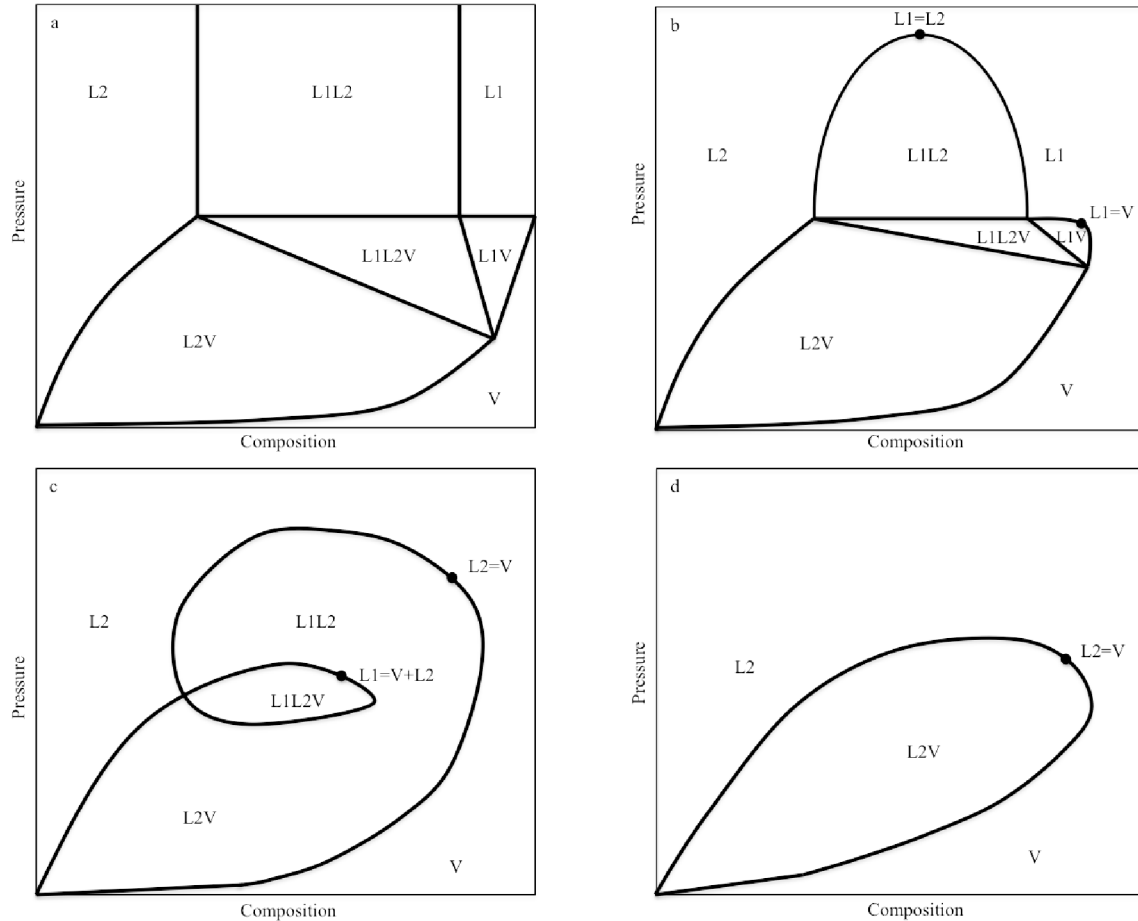 a
L2
L1L2
L1
L1L2V
L1V
L2V
V
Pressure
Composition
b
L1=L2
L2
L1L2
L1
L1=V
L1L2V
L1V
L2V
V
Pressure
Composition
c
L2=V
L2
L1L2
L1=V+L2
L1L2V
L2V
V
Pressure
Composition
d
L2=V
L2
L2V
V
Pressure
Composition